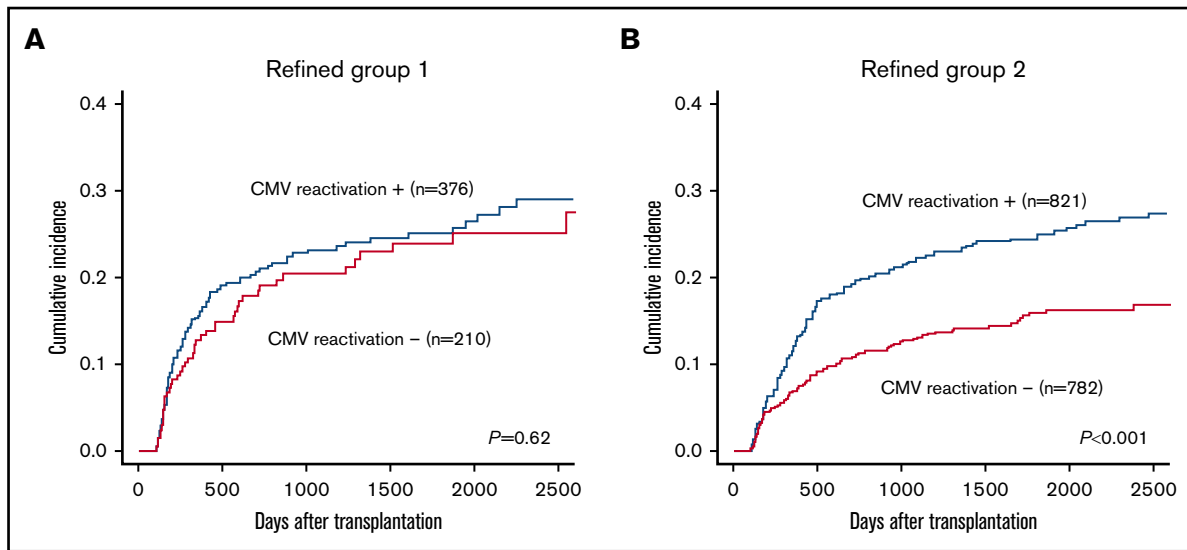 A
Refined group 1
0.4
0.3
0.2
0.1
0.0
Cumulative incidence
CMV reactivation + (n=376)
CMV reactivation – (n=210)
P=0.62
0 500 1000 1500 2000 2500
Days after transplantation
B
Refined group 2
0.4
0.3
0.2
0.1
0.0
Cumulative incidence
CMV reactivation + (n=821)
CMV reactivation – (n=782)
P<0.001
0 500 1000 1500 2000 2500
Days after transplantation